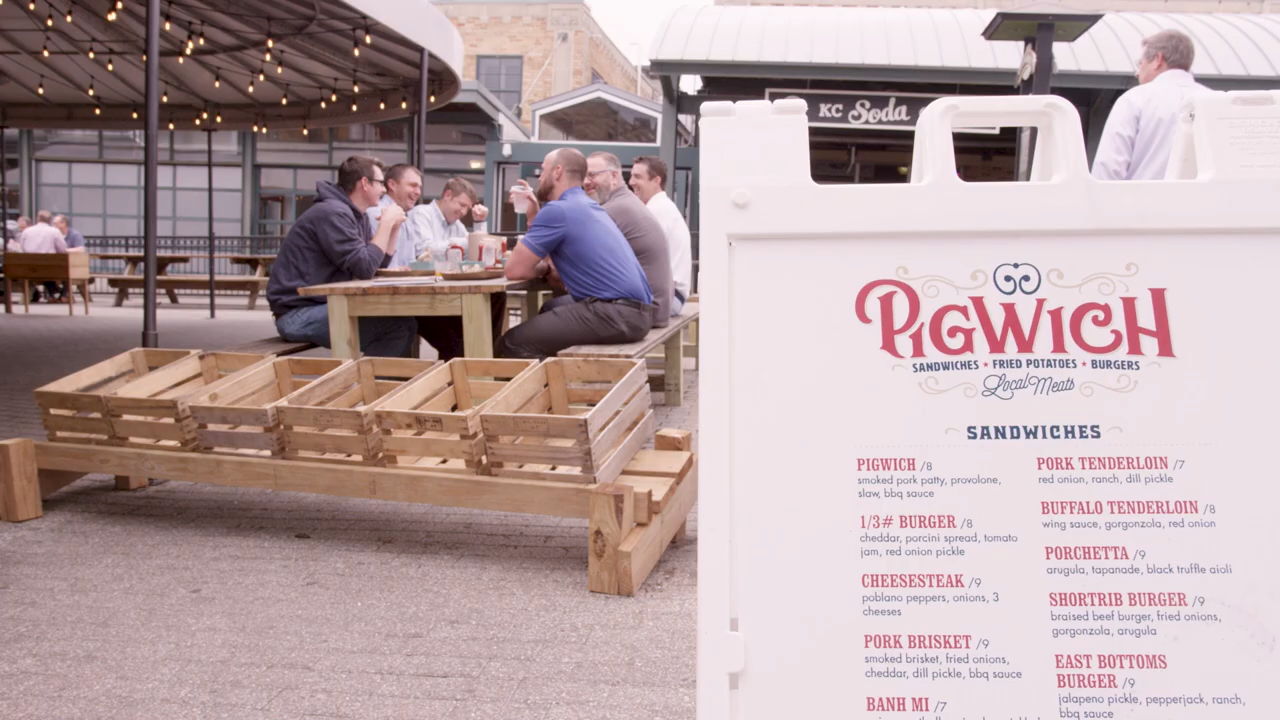 KC Soda
PiGWiCH
SANDWICHES ★ FRIED POTATOES ★ BURGERS
Local Meats
SANDWICHES
PIGWICH /8
smoked pork patty, provolone,
slaw, bbq sauce
1/3# BURGER /8
cheddar, porcini spread, tomato
jam, red onion pickle
CHEESESTEAK /9
poblano peppers, onions, 3
cheeses
PORK BRISKET /9
smoked brisket, fried onions,
cheddar, dill pickle, bbq sauce
BANH MI /7
PORK TENDERLOIN /7
red onion, ranch, dill pickle
BUFFALO TENDERLOIN /8
wing sauce, gorgonzola, red onion
PORCHETTA /9
arugula, tapanade, black truffle aioli
SHORTRIB BURGER /9
braised beef burger, fried onions,
gorgonzola, arugula
EAST BOTTOMS
BURGER /9
jalapeno pickle, pepperjack, ranch,
bbq sauce